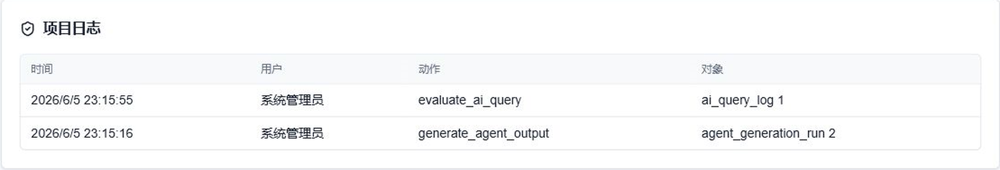 项目日志
时间 用户 动作 对象
2026/6/5 23:15:55 系统管理员 evaluate_ai_query ai_query_log 1
2026/6/5 23:15:16 系统管理员 generate_agent_output agent_generation_run 2